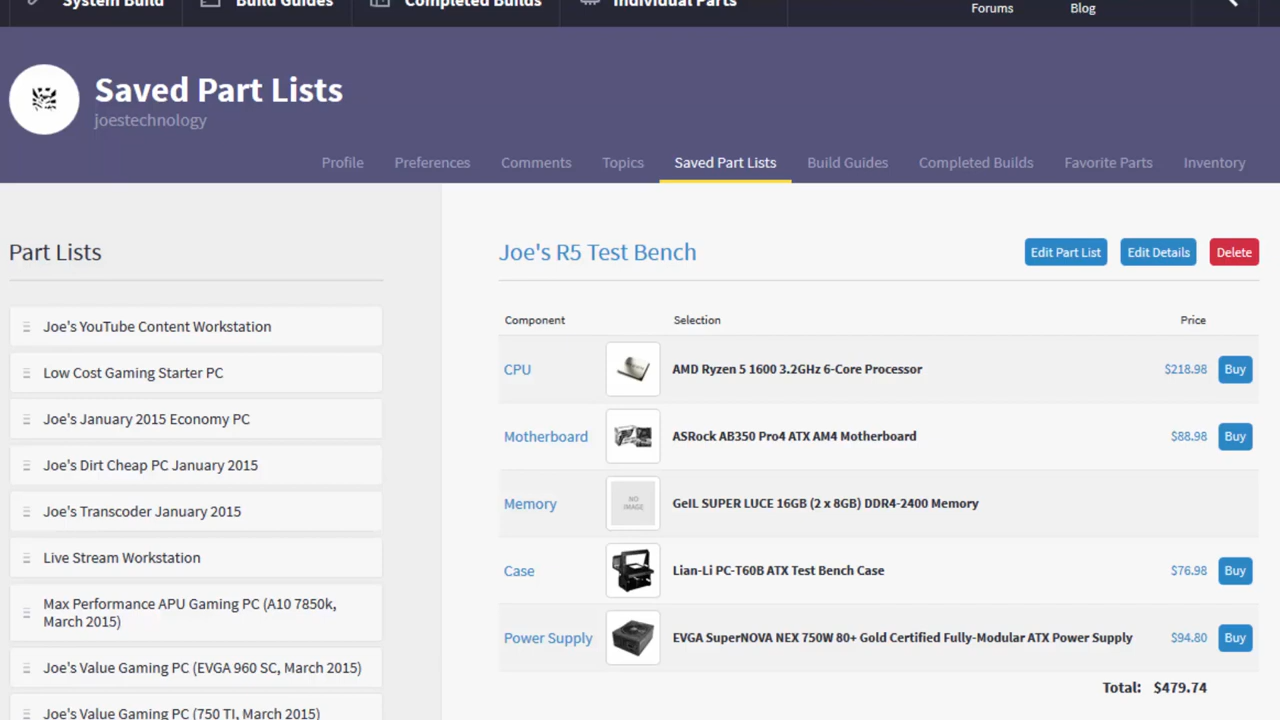 System Build
Build Guides
Completed Builds
Individual Parts
Forums
Blog
Saved Part Lists
joestechnology
Profile
Preferences
Comments
Topics
Saved Part Lists
Build Guides
Completed Builds
Favorite Parts
Inventory
Part Lists
Joe's YouTube Content Workstation
Low Cost Gaming Starter PC
Joe's January 2015 Economy PC
Joe's Dirt Cheap PC January 2015
Joe's Transcoder January 2015
Live Stream Workstation
Max Performance APU Gaming PC (A10 7850k,
March 2015)
Joe's Value Gaming PC (EVGA 960 SC, March 2015)
Joe's Value Gaming PC (750 TI, March 2015)
Joe's R5 Test Bench
Edit Part List
Edit Details
Delete
Component Selection Price
CPU AMD Ryzen 5 1600 3.2GHz 6-Core Processor $218.98 Buy
Motherboard ASRock AB350 Pro4 ATX AM4 Motherboard $88.98 Buy
Memory NO IMAGE GeIL SUPER LUCE 16GB (2 x 8GB) DDR4-2400 Memory
Case Lian-Li PC-T60B ATX Test Bench Case $76.98 Buy
Power Supply EVGA SuperNOVA NEX 750W 80+ Gold Certified Fully-Modular ATX Power Supply $94.80 Buy
Total: $479.74